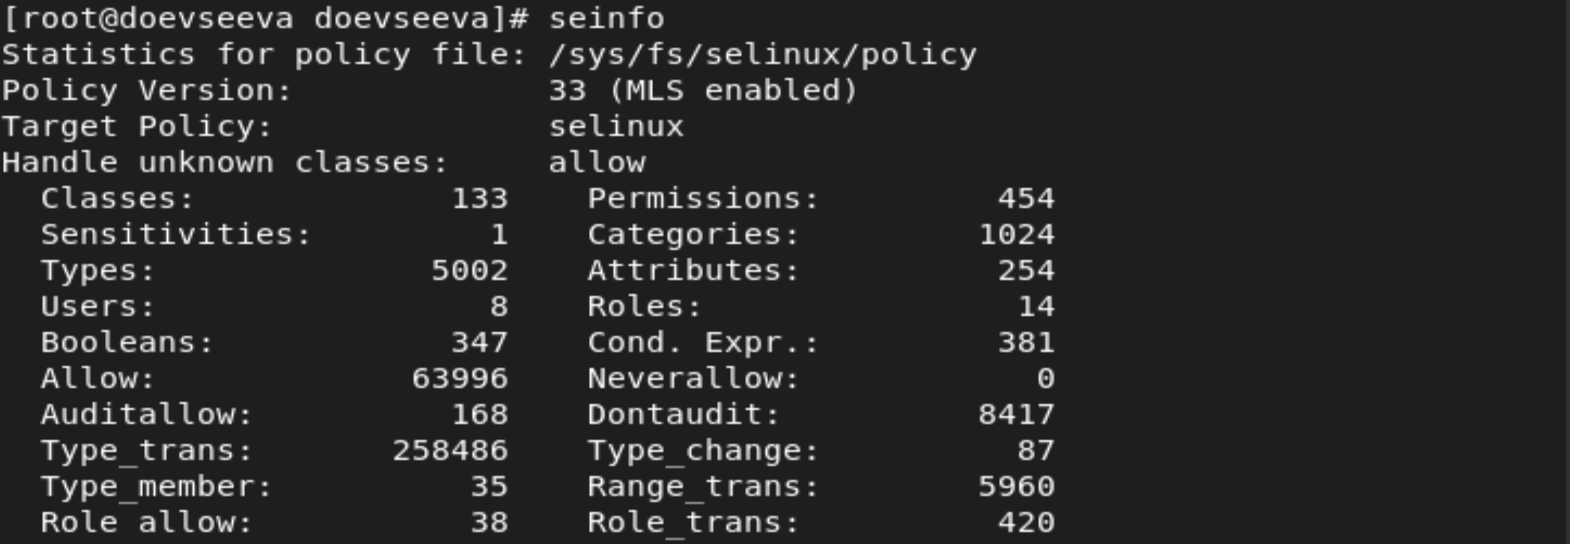 [root@doevseeva doevseeva]# seinfo
Statistics for policy file: /sys/fs/selinux/policy
Policy Version:             33 (MLS enabled)
Target Policy:              selinux
Handle unknown classes:     allow
  Classes:             133    Permissions:         454
  Sensitivities:         1    Categories:         1024
  Types:              5002    Attributes:          254
  Users:                 8    Roles:                14
  Booleans:            347    Cond. Expr.:         381
  Allow:             63996    Neverallow:            0
  Auditallow:          168    Dontaudit:          8417
  Type_trans:       258486    Type_change:          87
  Type_member:          35    Range_trans:        5960
  Role allow:           38    Role_trans:          420